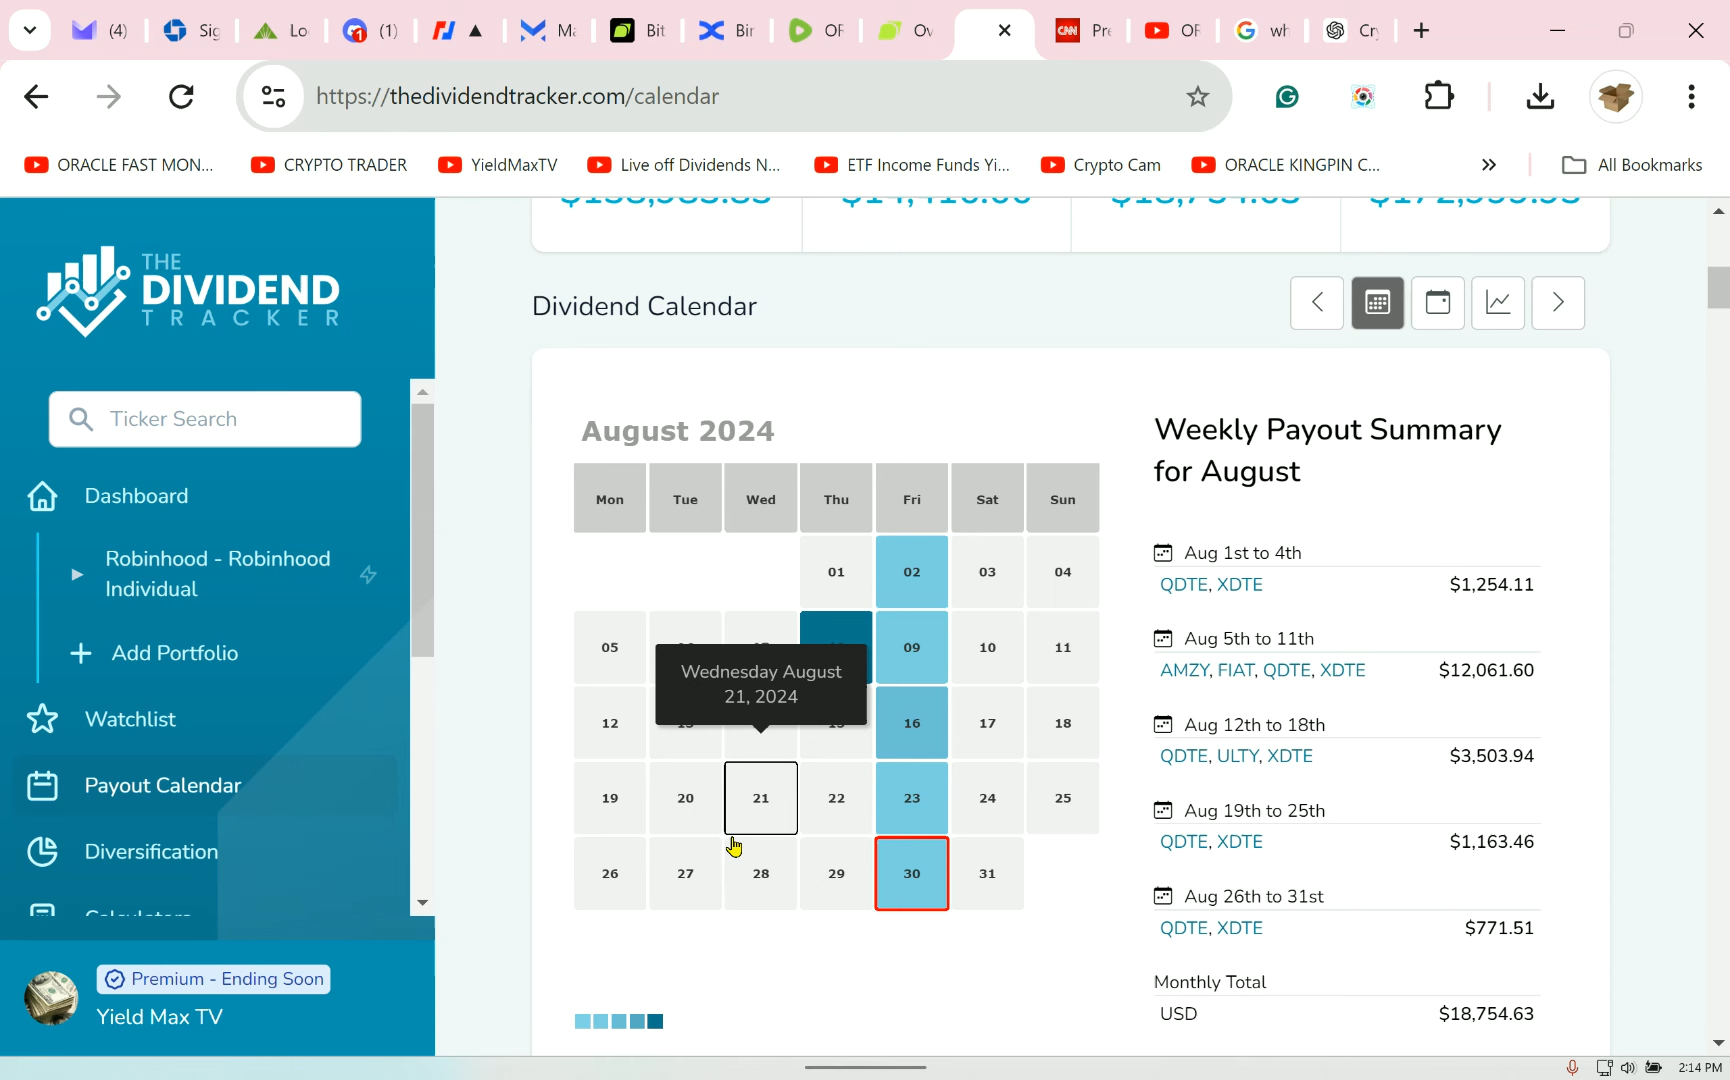 (4)
Sig
Lo
(1)
Ma
Bit
Bir
OF
Ov
CNN
Pre
OF
wh
Cry
https://thedividendtracker.com/calendar
ORACLE FAST MON...
CRYPTO TRADER
YieldMaxTV
Live off Dividends N...
ETF Income Funds Yi...
Crypto Cam
ORACLE KINGPIN C...
All Bookmarks
THE
DIVIDEND
TRACKER
Ticker Search
Dashboard
Robinhood - Robinhood
Individual
Add Portfolio
Watchlist
Payout Calendar
Diversification
Calculators
Premium - Ending Soon
Yield Max TV
Dividend Calendar
August 2024
Mon Tue Wed Thu Fri Sat Sun
01 02 03 04
05 09 10 11
12 16 17 18
Wednesday August
21, 2024
19 20 21 22 23 24 25
26 27 28 29 30 31
Weekly Payout Summary
for August
Aug 1st to 4th
QDTE, XDTE $1,254.11
Aug 5th to 11th
AMZY, FIAT, QDTE, XDTE $12,061.60
Aug 12th to 18th
QDTE, ULTY, XDTE $3,503.94
Aug 19th to 25th
QDTE, XDTE $1,163.46
Aug 26th to 31st
QDTE, XDTE $771.51
Monthly Total
USD $18,754.63
2:14 PM